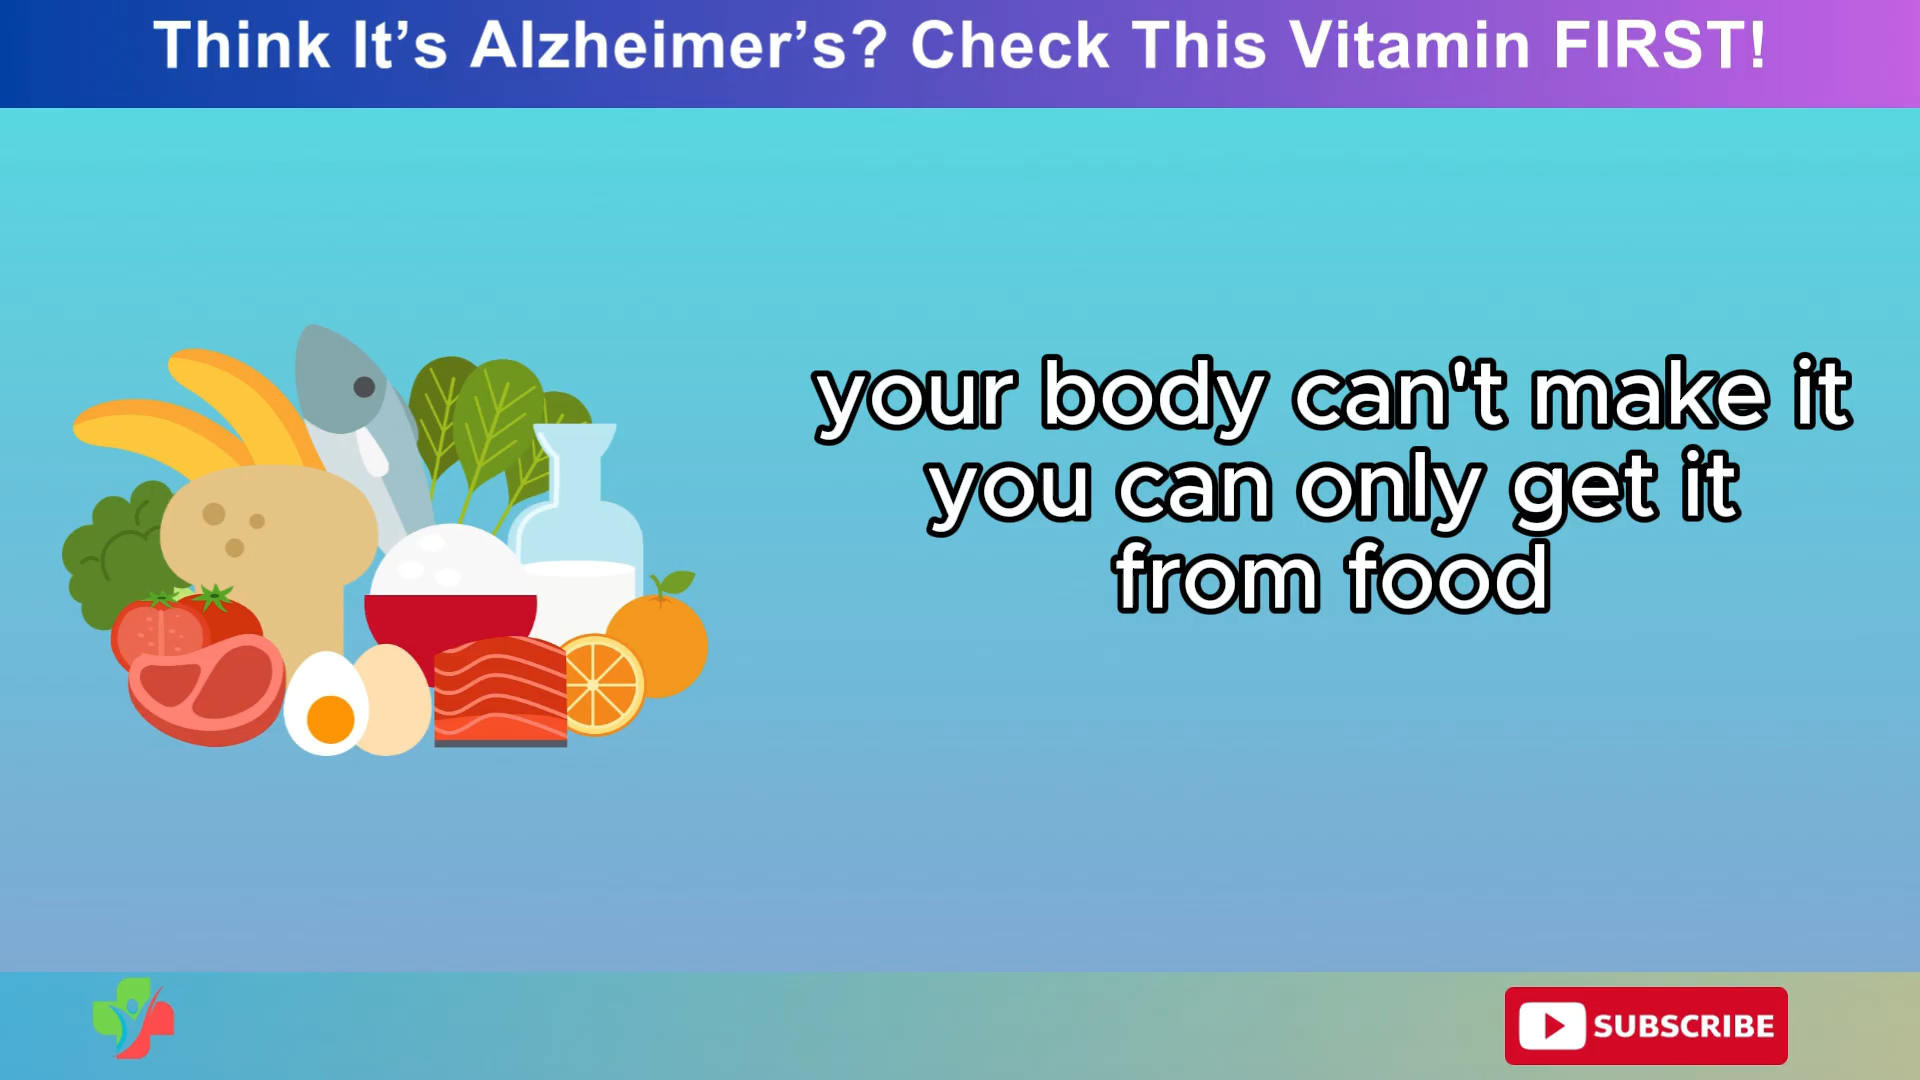 Think It’s Alzheimer’s? Check This Vitamin FIRST!
your body can't make it
you can only get it
from food
SUBSCRIBE